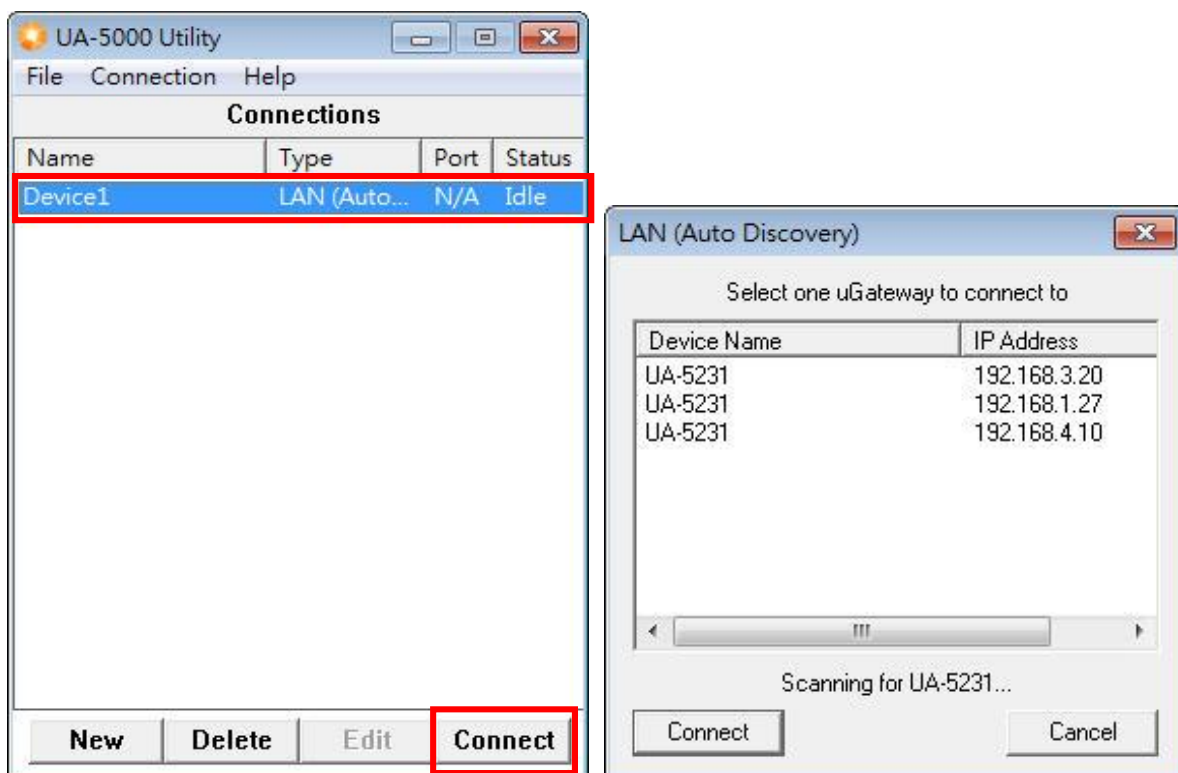 UA-5000 Utility
File Connection Help
Connections
Name Type Port Status
Device1 LAN (Auto... N/A Idle
New Delete Edit Connect
LAN (Auto Discovery)
Select one uGateway to connect to
Device Name IP Address
UA-5231 192.168.3.20
UA-5231 192.168.1.27
UA-5231 192.168.4.10
Scanning for UA-5231...
Connect Cancel